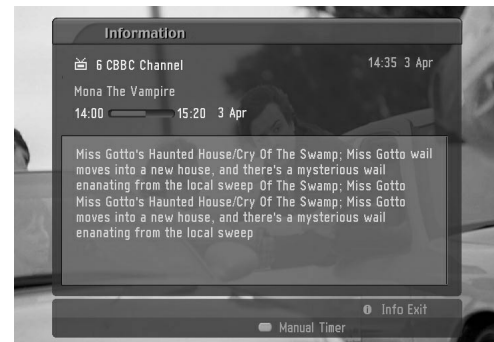 Information
6 CBBC Channel 14:35 3 Apr
Mona The Vampire
14:00 15:20 3 Apr
Miss Gotto's Haunted House/Cry Of The Swamp; Miss Gotto wail
moves into a new house, and there's a mysterious wail
enanating from the local sweep Of The Swamp; Miss Gotto
Miss Gotto's Haunted House/Cry Of The Swamp; Miss Gotto
moves into a new house, and there's a mysterious wail
enanating from the local sweep
Info Exit
Manual Timer